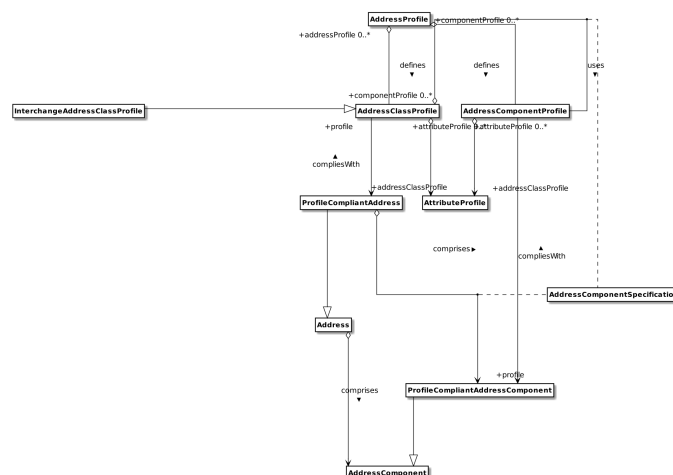 AddressProfile
+componentProfile 0..*
+addressProfile 0..*
defines
defines
uses
+componentProfile 0..*
InterchangeAddressClassProfile
AddressClassProfile
AddressComponentProfile
+profile
+attributeProfile 0..*
+attributeProfile 0..*
compliesWith
+addressClassProfile
+addressClassProfile
ProfileCompliantAddress
AttributeProfile
comprises
compliesWith
AddressComponentSpecificatio
Address
+profile
comprises
ProfileCompliantAddressComponent
AddressComponent